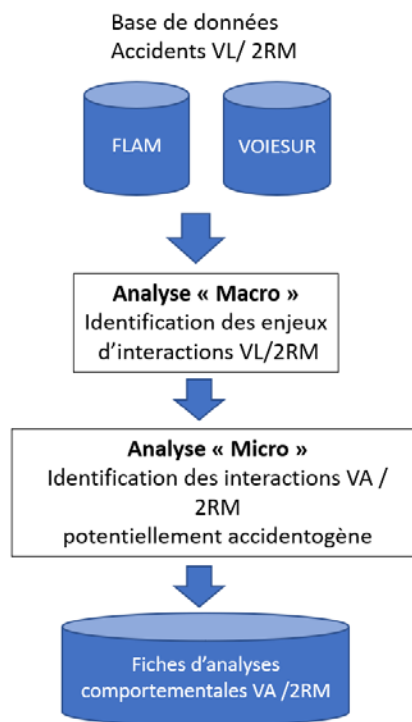 Base de données
Accidents VL/ 2RM
FLAM
VOIESUR
Analyse « Macro »
Identification des enjeux
d'interactions VL/2RM
Analyse « Micro »
Identification des interactions VA /
2RM
potentiellement accidentogène
Fiches d'analyses
comportementales VA /2RM